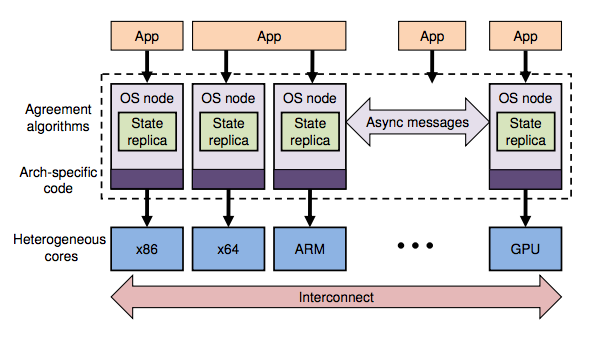 App
App
App
App
OS node
OS node
OS node
OS node
Agreement
algorithms
State
replica
State
replica
State
replica
Async messages
State
replica
Arch-specific
code
Heterogeneous
cores
x86
x64
ARM
GPU
Interconnect